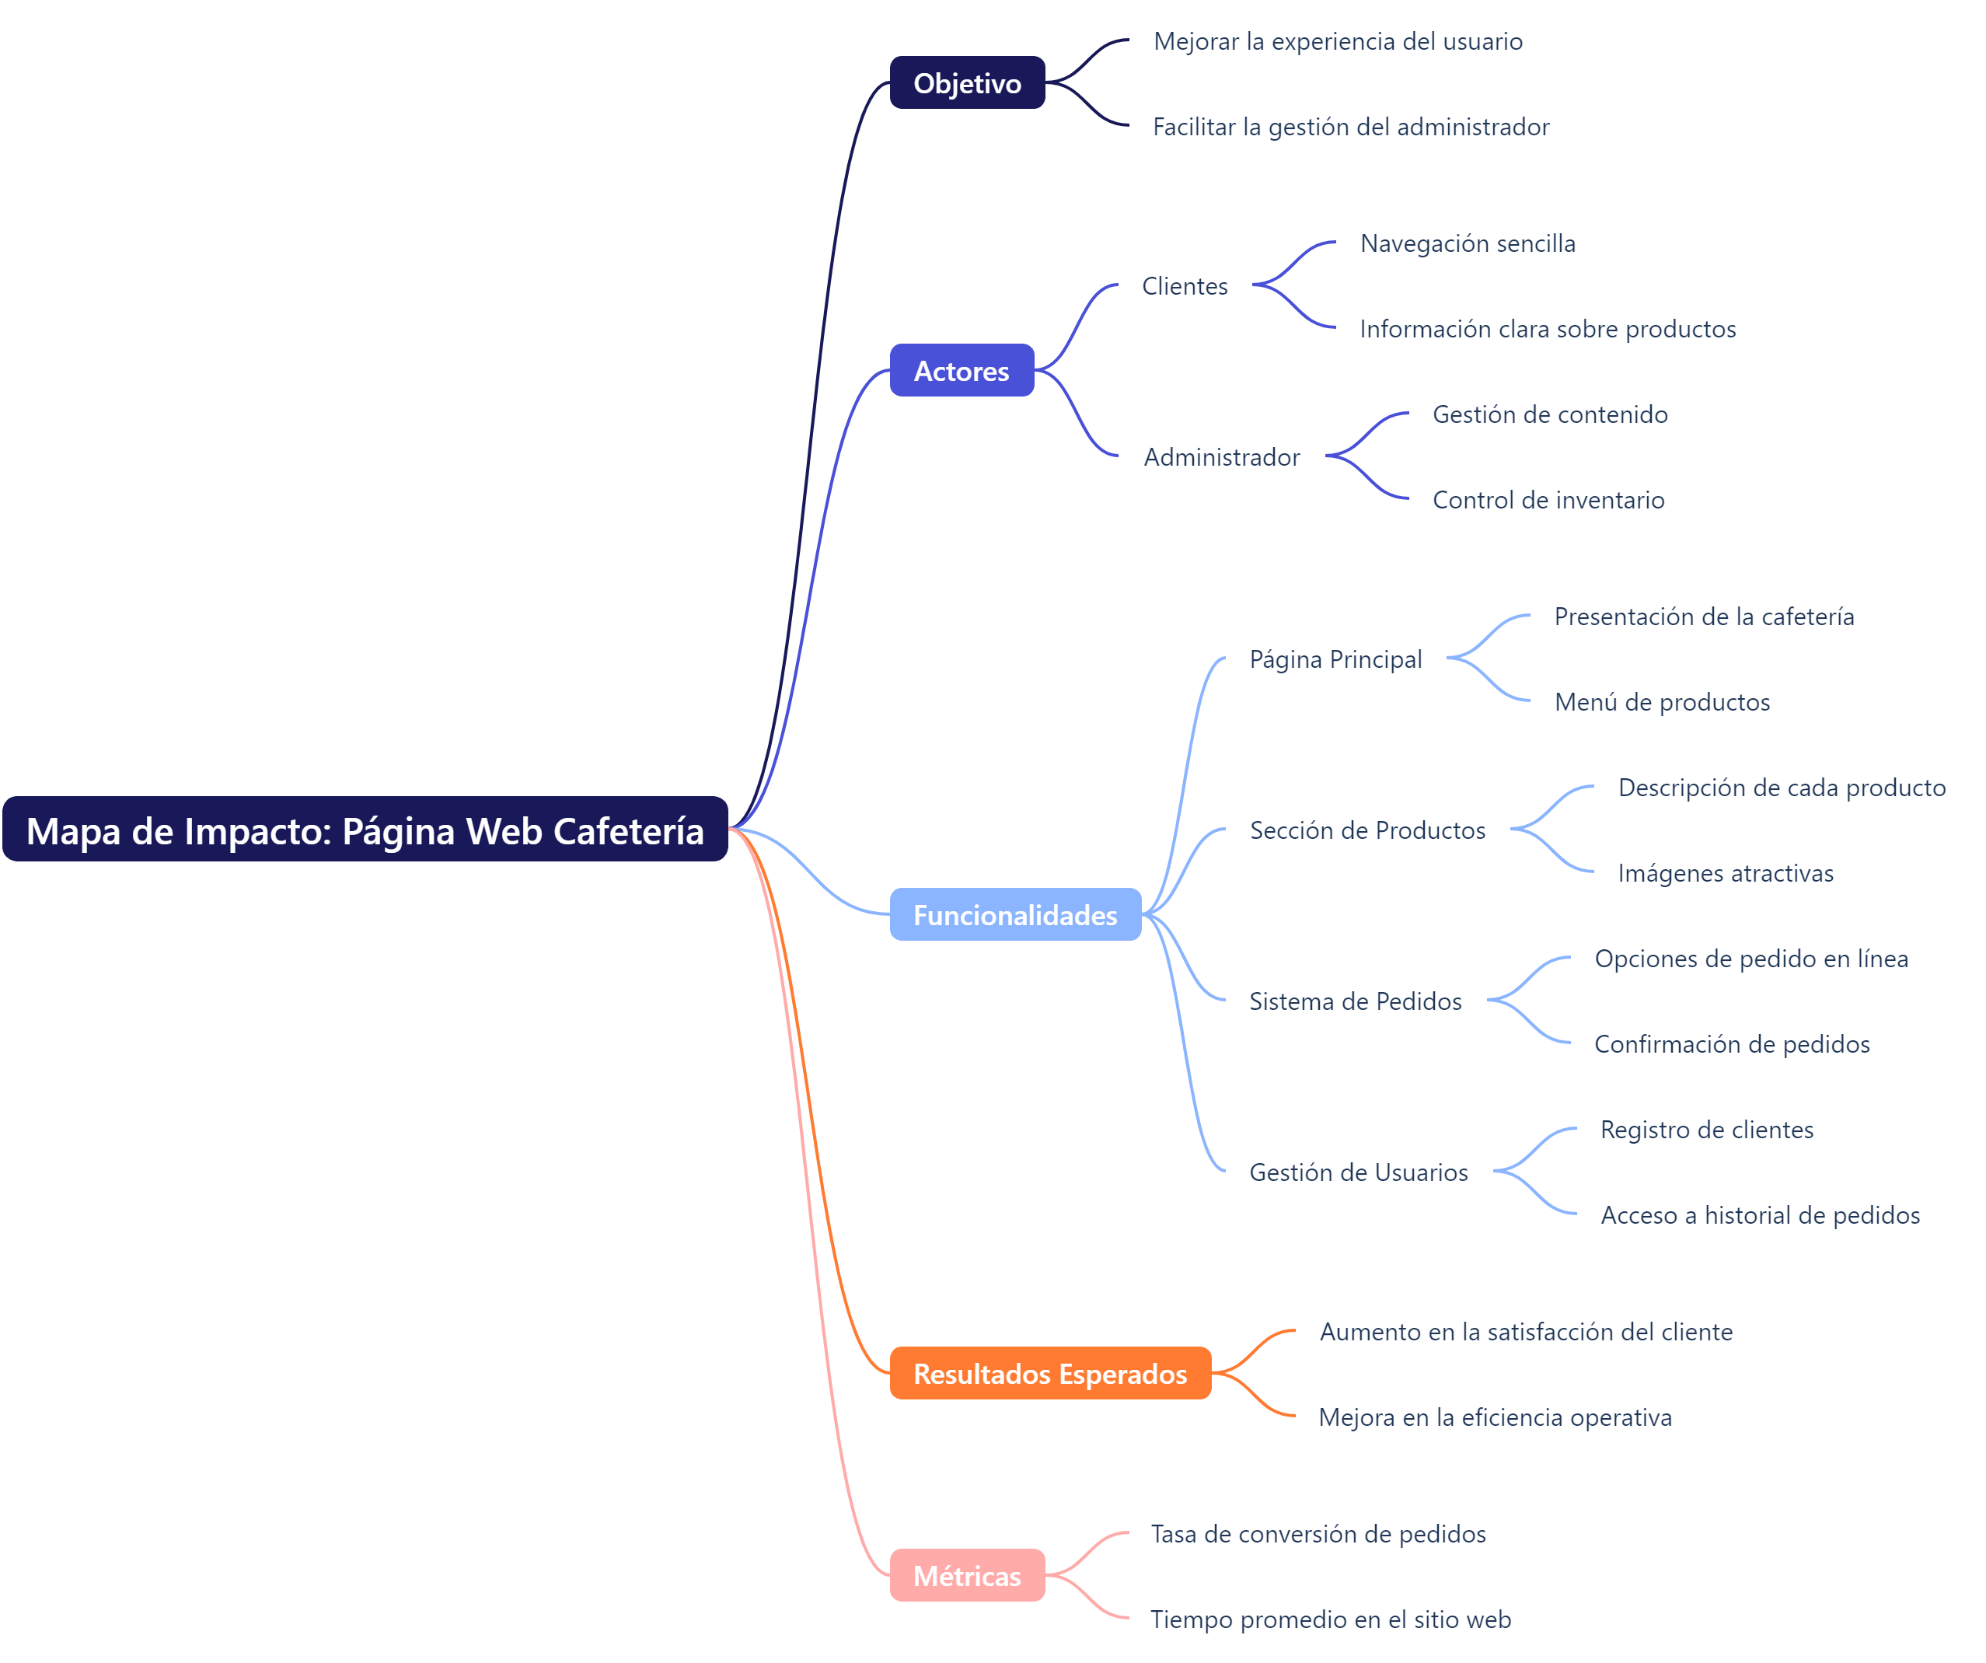 Mapa de Impacto: Página Web Cafetería
Objetivo
Mejorar la experiencia del usuario
Facilitar la gestión del administrador
Actores
Clientes
Navegación sencilla
Información clara sobre productos
Administrador
Gestión de contenido
Control de inventario
Funcionalidades
Página Principal
Presentación de la cafetería
Menú de productos
Sección de Productos
Descripción de cada producto
Imágenes atractivas
Sistema de Pedidos
Opciones de pedido en línea
Confirmación de pedidos
Gestión de Usuarios
Registro de clientes
Acceso a historial de pedidos
Resultados Esperados
Aumento en la satisfacción del cliente
Mejora en la eficiencia operativa
Métricas
Tasa de conversión de pedidos
Tiempo promedio en el sitio web